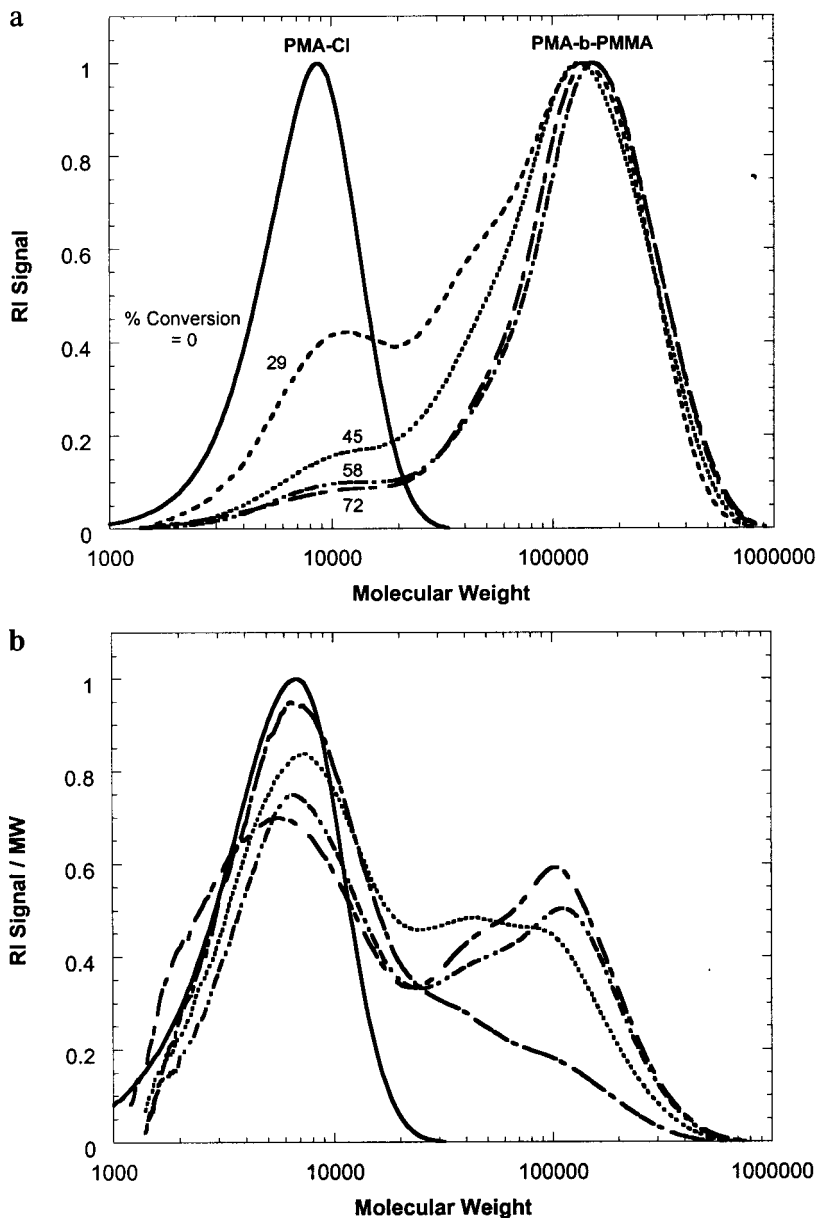 a
PMA-Cl
PMA-b-PMMA
1
0.8
0.6
0.4
0.2
0
RI Signal
% Conversion
= 0
29
45
58
72
1000
10000
100000
1000000
Molecular Weight
b
1
0.8
0.6
0.4
0.2
0
RI Signal / MW
1000
10000
100000
1000000
Molecular Weight